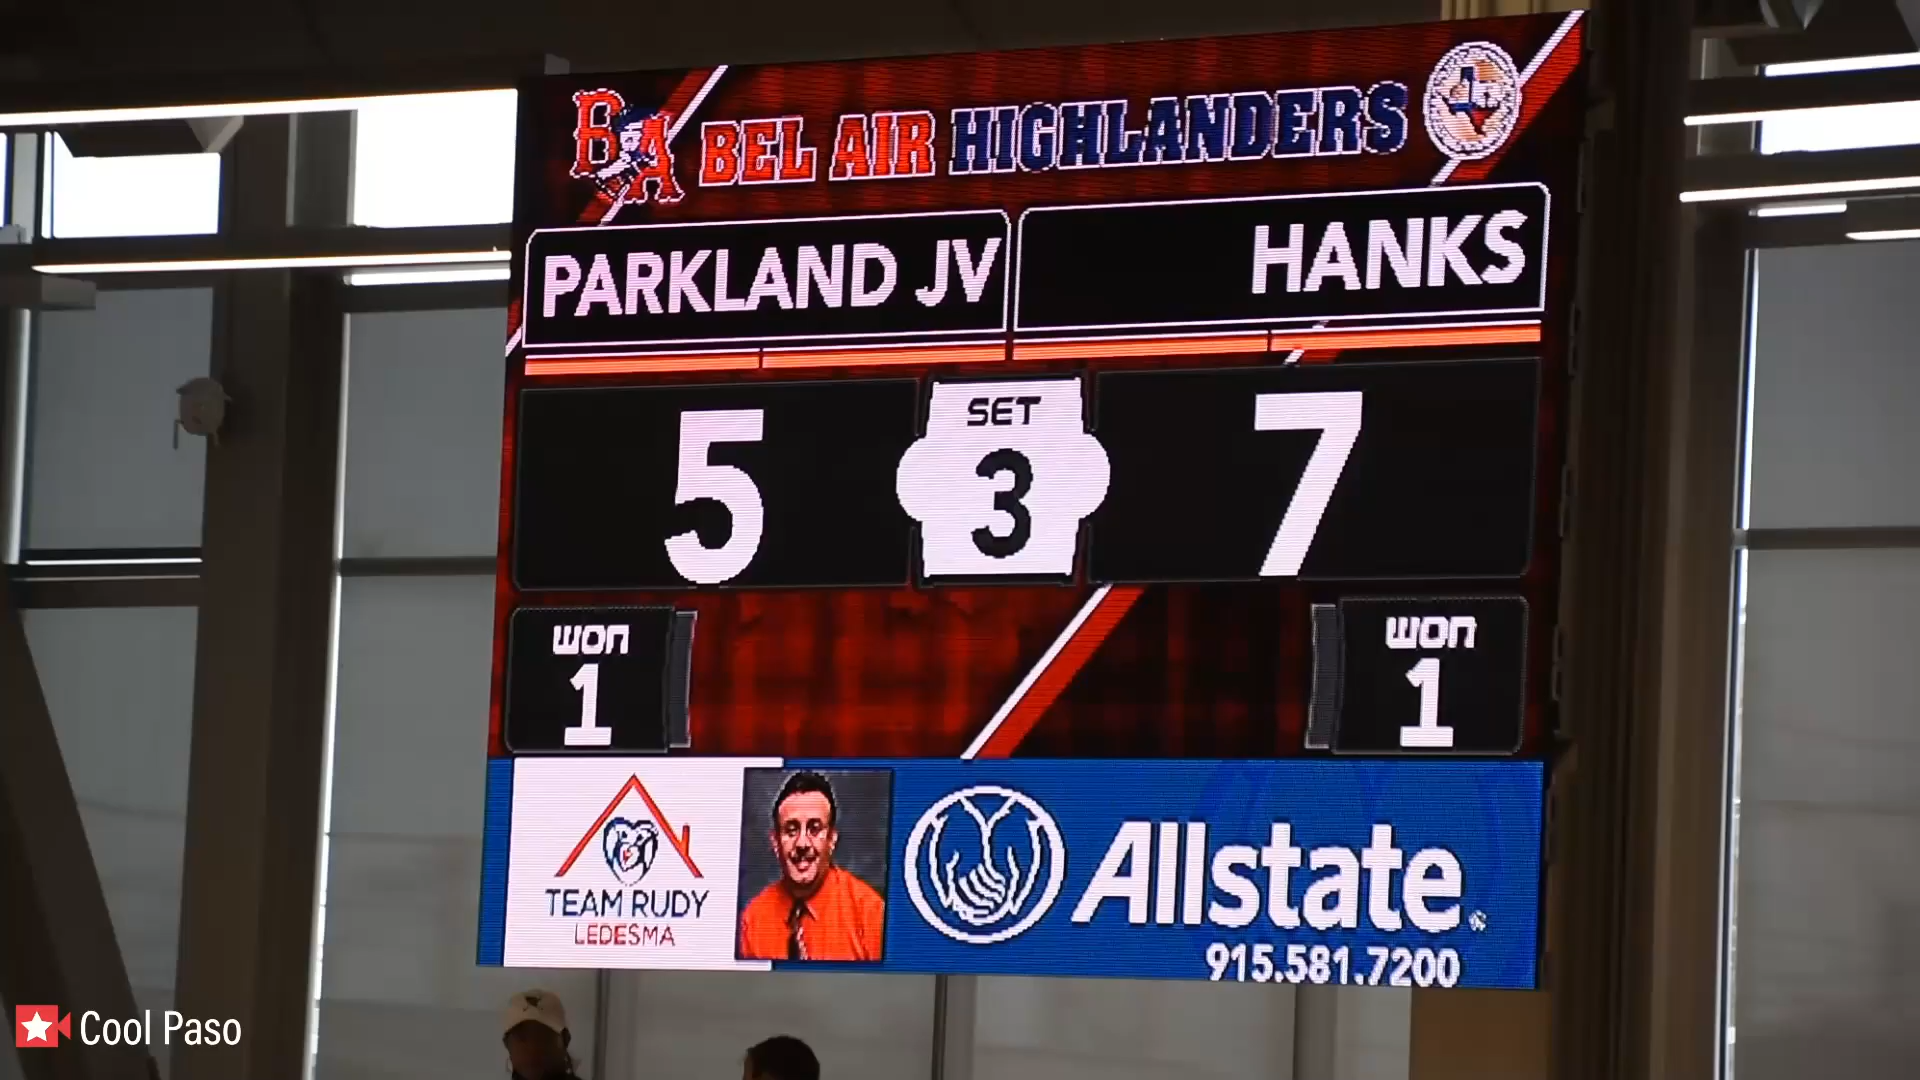 BA BEL AIR HIGHLANDERS
PARKLAND JV HANKS
SET
5 3 7
WON WON
1 1
TEAM RUDY
LEDESMA
Allstate
915.581.7200
Cool Paso